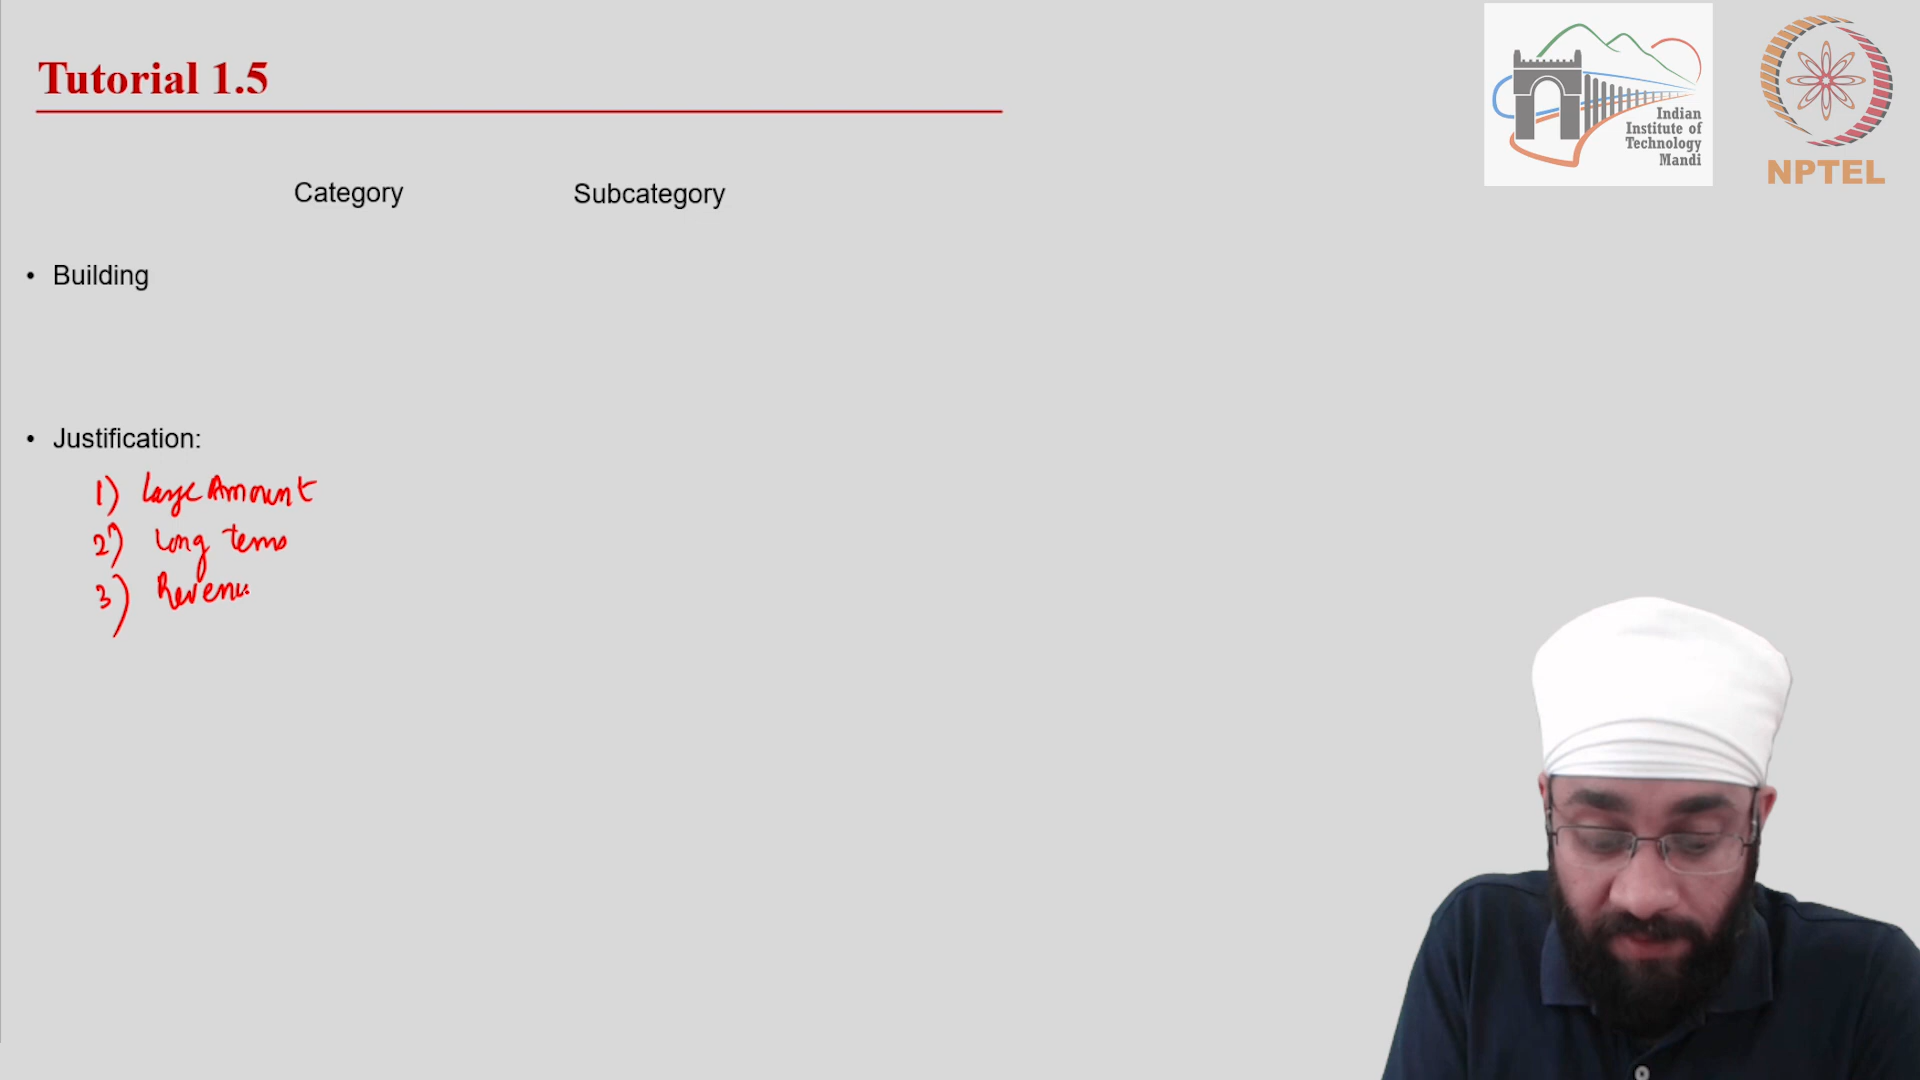 Tutorial 1.5
Indian
Institute of
Technology
Mandi
NPTEL
Category Subcategory
• Building
• Justification:
1) Large Amount
2) Long term
3) Revenu